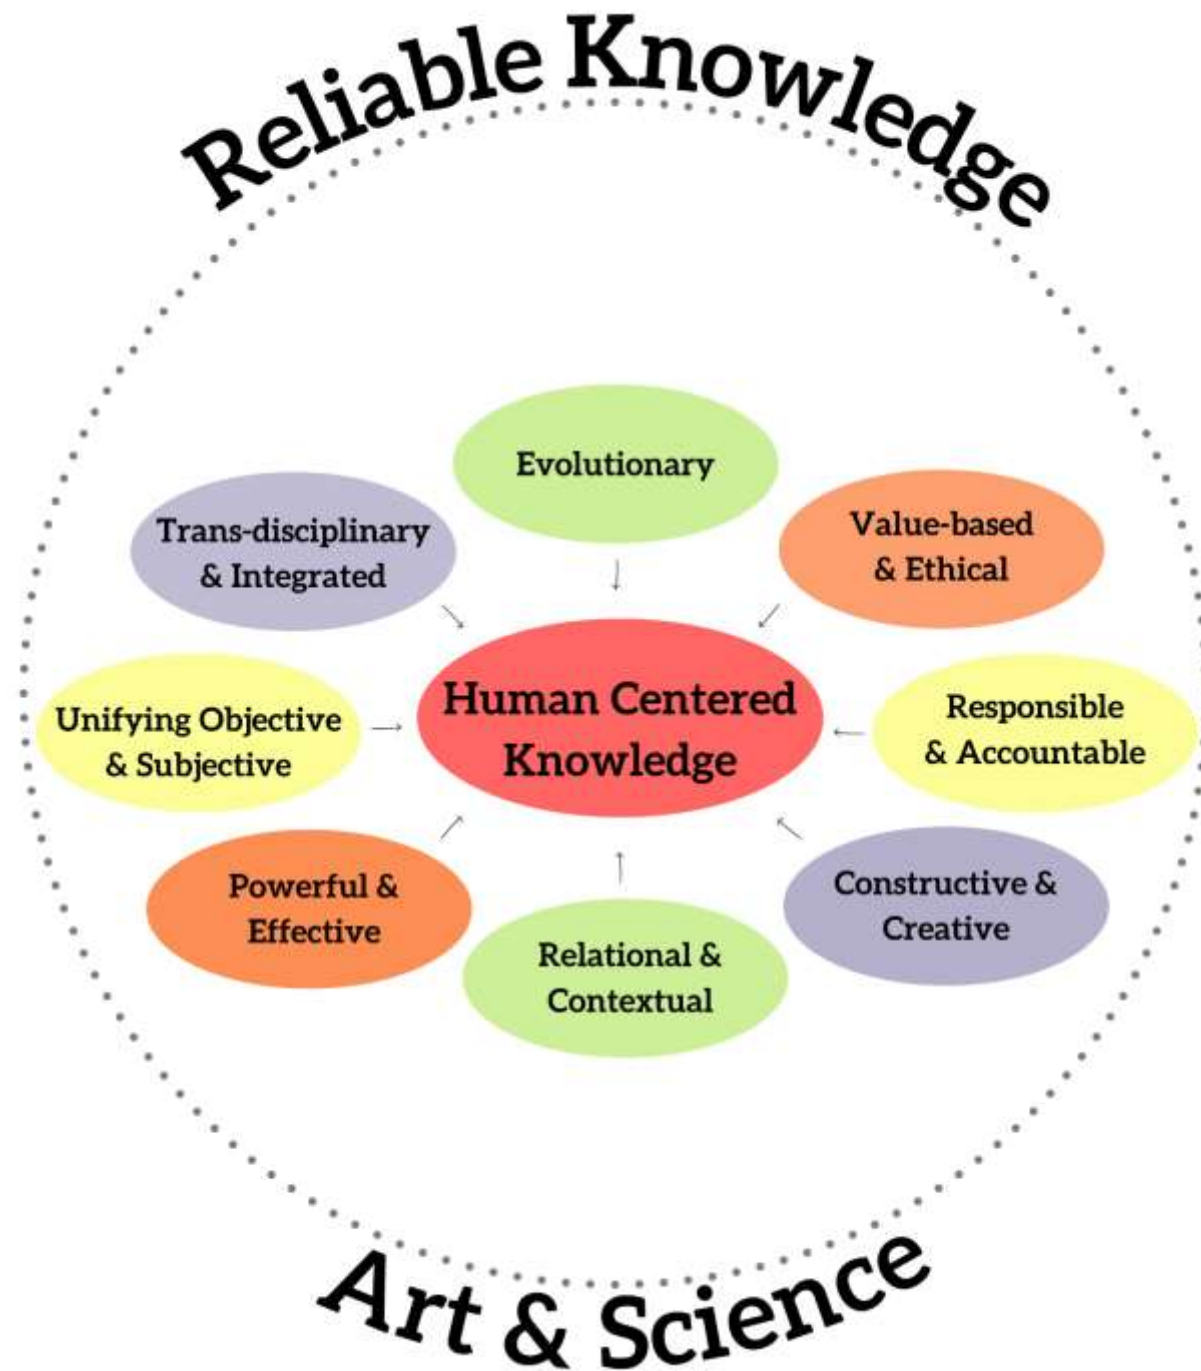 Reliable Knowledge
Evolutionary
Trans-disciplinary
& Integrated
Value-based
& Ethical
Human Centered
Knowledge
Unifying Objective
& Subjective
Responsible
& Accountable
Powerful &
Effective
Constructive &
Creative
Relational &
Contextual
Art & Science